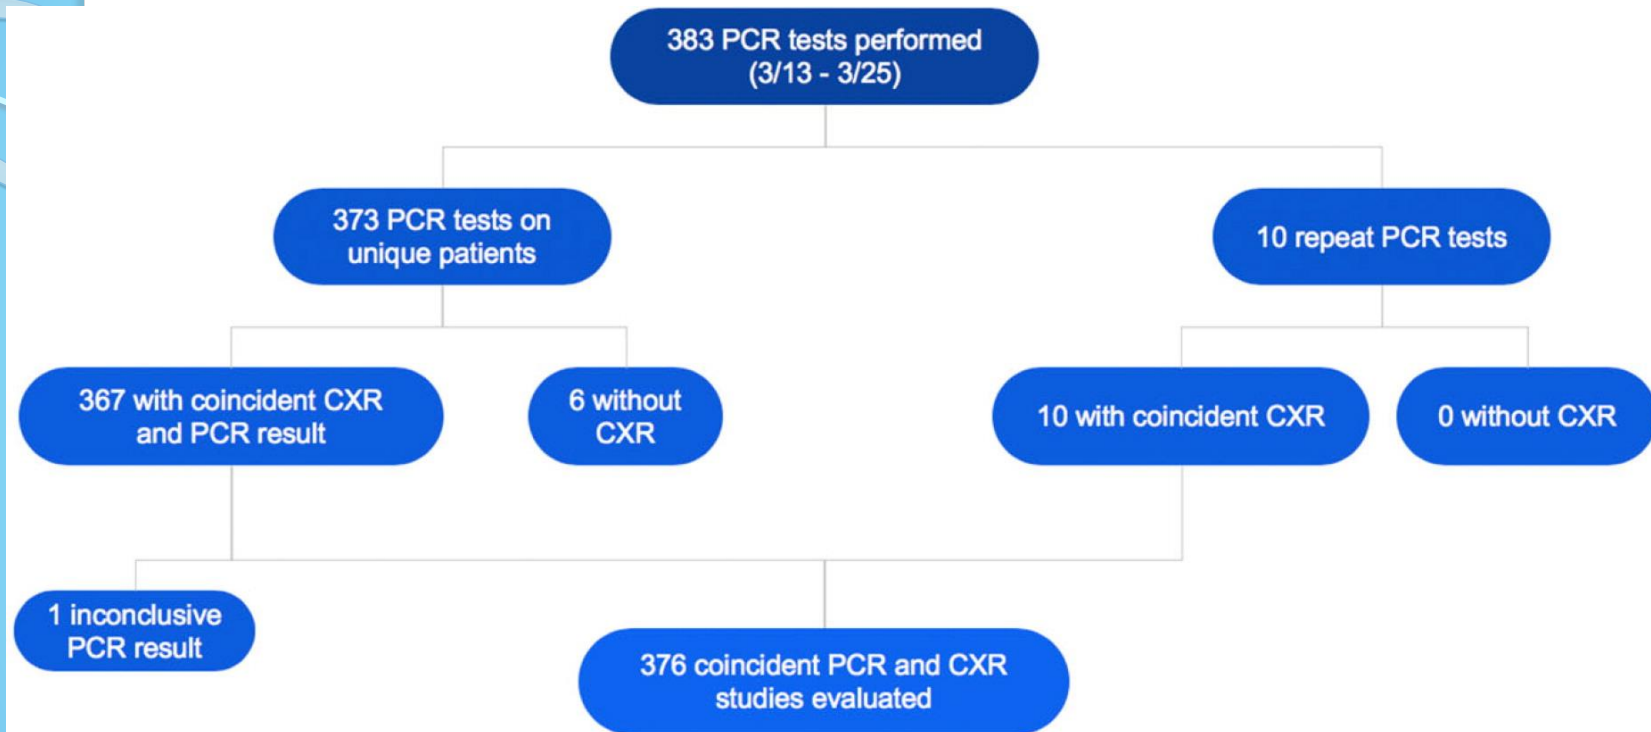 383 PCR tests performed
(3/13 - 3/25)
373 PCR tests on
unique patients
10 repeat PCR tests
367 with coincident CXR
and PCR result
6 without
CXR
10 with coincident CXR
0 without CXR
1 inconclusive
PCR result
376 coincident PCR and CXR
studies evaluated